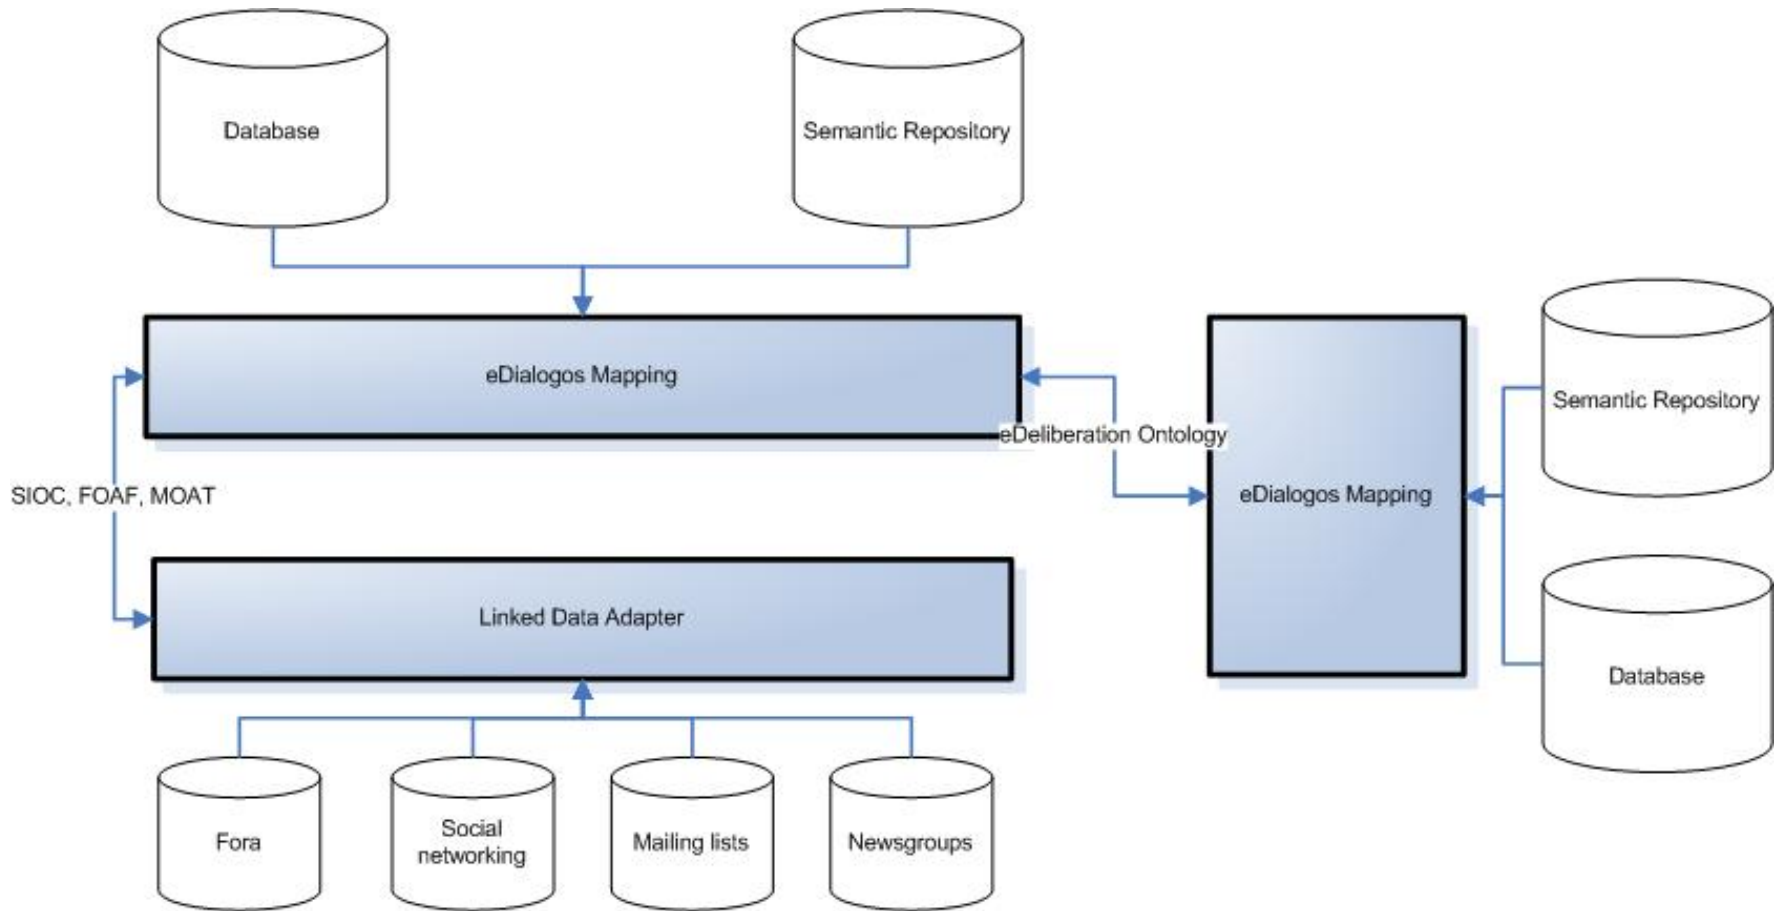 Database
Semantic Repository
eDialogos Mapping
eDeliberation Ontology
Semantic Repository
eDialogos Mapping
SIOC, FOAF, MOAT
Linked Data Adapter
Database
Fora
Social
networking
Mailing lists
Newsgroups